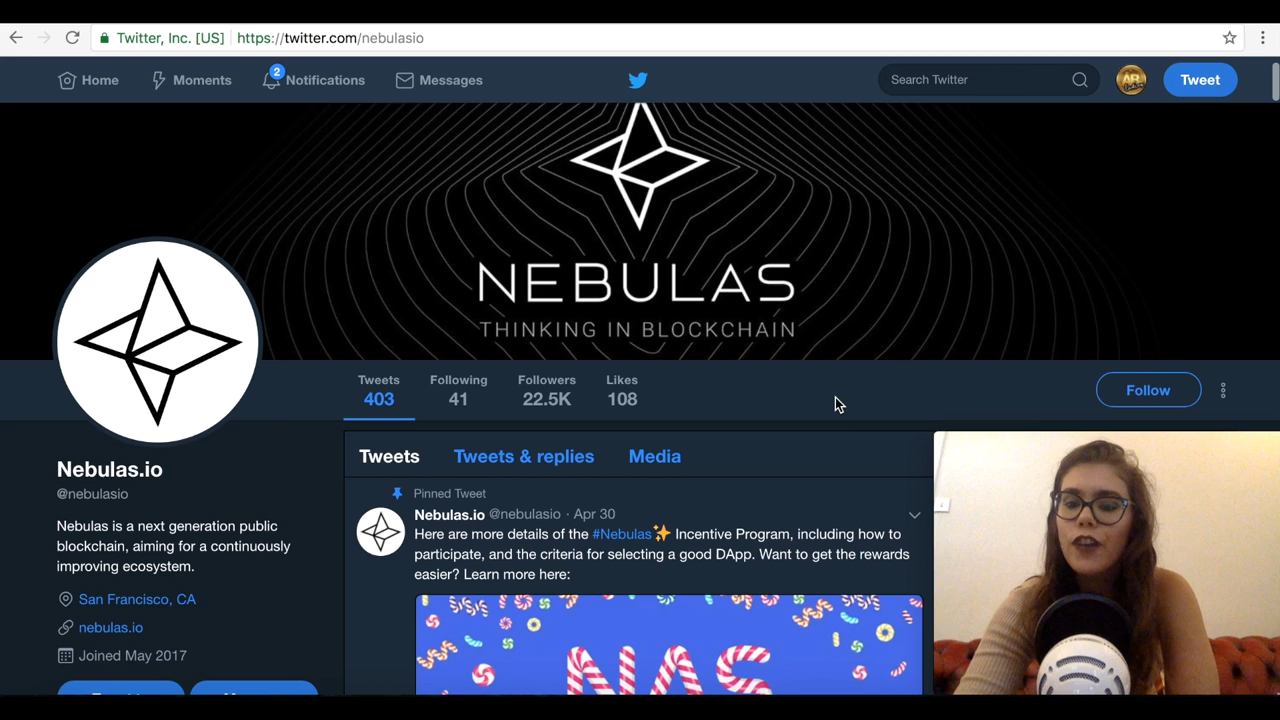 Twitter, Inc. [US] https://twitter.com/nebulasio
Home Moments 2 Notifications Messages Search Twitter Tweet
NEBULAS
THINKING IN BLOCKCHAIN
Tweets Following Followers Likes
403 41 22.5K 108
Follow
Tweets Tweets & replies Media
Nebulas.io
@nebulasio
Nebulas is a next generation public
blockchain, aiming for a continuously
improving ecosystem.
San Francisco, CA
nebulas.io
Joined May 2017
Pinned Tweet
Nebulas.io @nebulasio · Apr 30
Here are more details of the #Nebulas✨ Incentive Program, including how to
participate, and the criteria for selecting a good DApp. Want to get the rewards
easier? Learn more here:
NAS